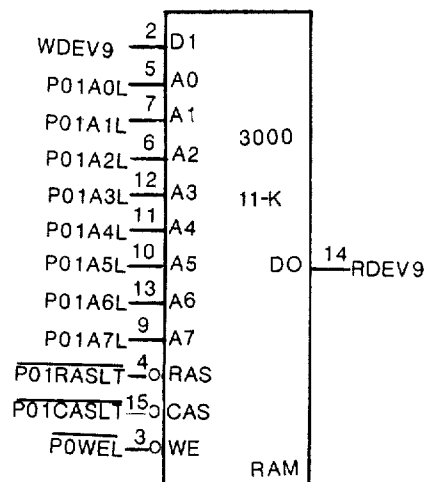 WDEV9 2 D1
P01A0L 5 A0
P01A1L 7 A1
P01A2L 6 A2
3000
P01A3L 12 A3
11-K
P01A4L 11 A4
P01A5L 10 A5
DO 14 RDEV9
P01A6L 13 A6
P01A7L 9 A7
P01RASLT 4 RAS
P01CASLT 15 CAS
P0WEL 3 WE
RAM